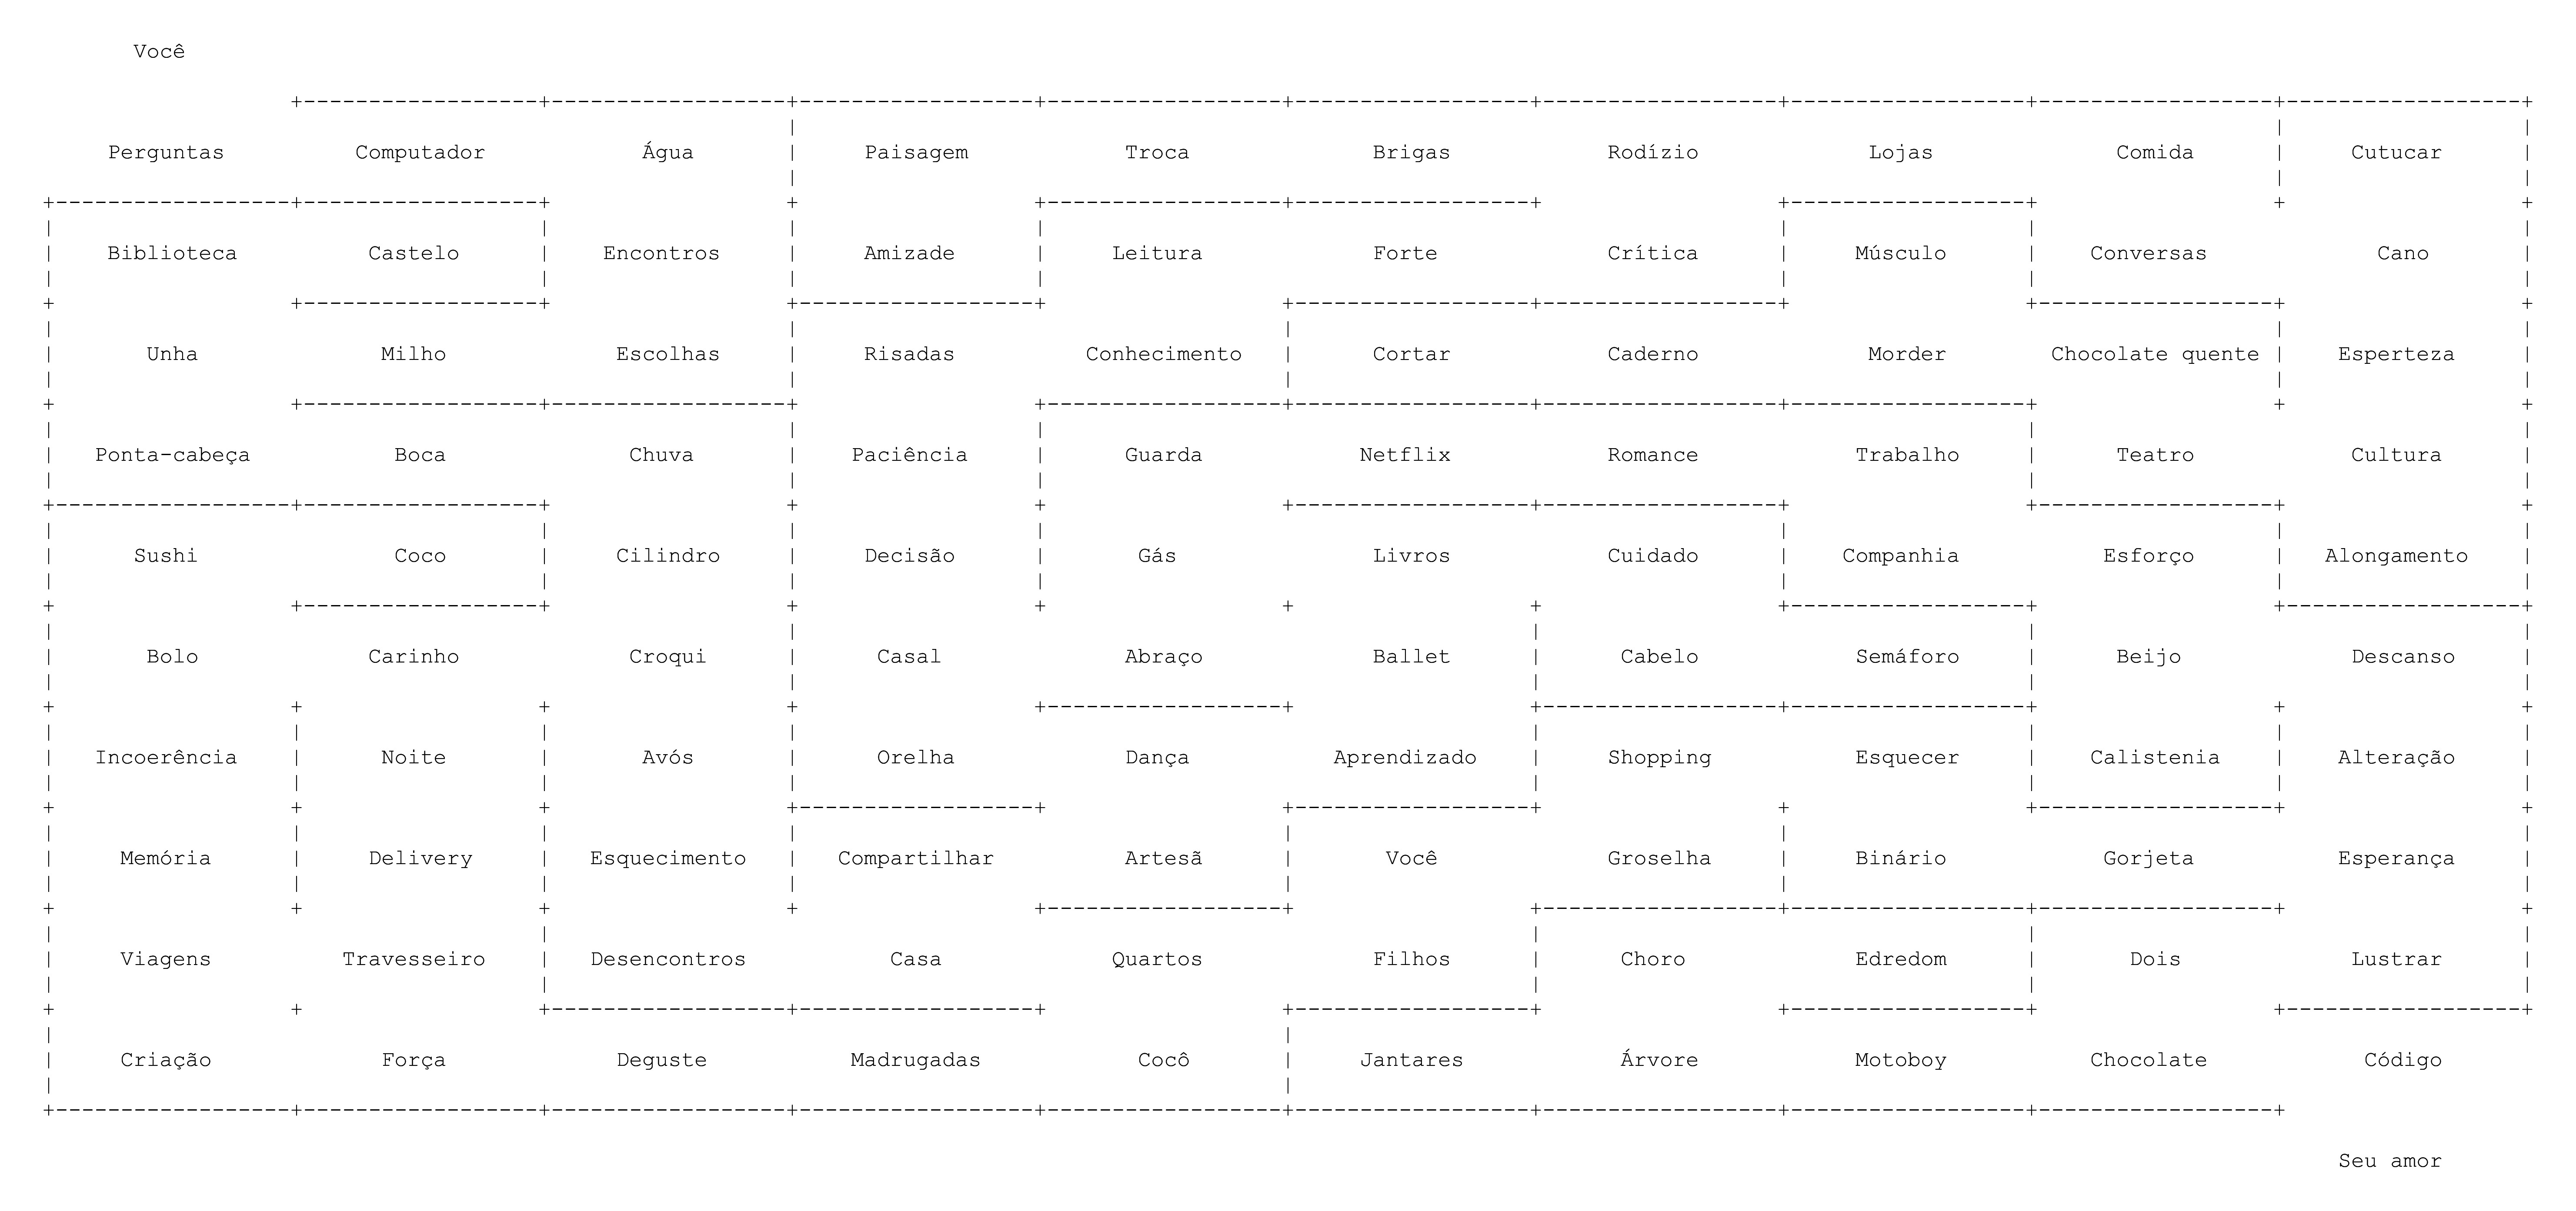 Você
Perguntas Computador Água Paisagem Troca Brigas Rodízio Lojas Comida Cutucar
Biblioteca Castelo Encontros Amizade Leitura Forte Crítica Músculo Conversas Cano
Unha Milho Escolhas Risadas Conhecimento Cortar Caderno Morder Chocolate quente Esperteza
Ponta-cabeça Boca Chuva Paciência Guarda Netflix Romance Trabalho Teatro Cultura
Sushi Coco Cilindro Decisão Gás Livros Cuidado Companhia Esforço Alongamento
Bolo Carinho Croqui Casal Abraço Ballet Cabelo Semáforo Beijo Descanso
Incoerência Noite Avós Orelha Dança Aprendizado Shopping Esquecer Calistenia Alteração
Memória Delivery Esquecimento Compartilhar Artesã Você Groselha Binário Gorjeta Esperança
Viagens Travesseiro Desencontros Casa Quartos Filhos Choro Edredom Dois Lustrar
Criação Força Deguste Madrugadas Cocô Jantares Árvore Motoboy Chocolate Código
Seu amor